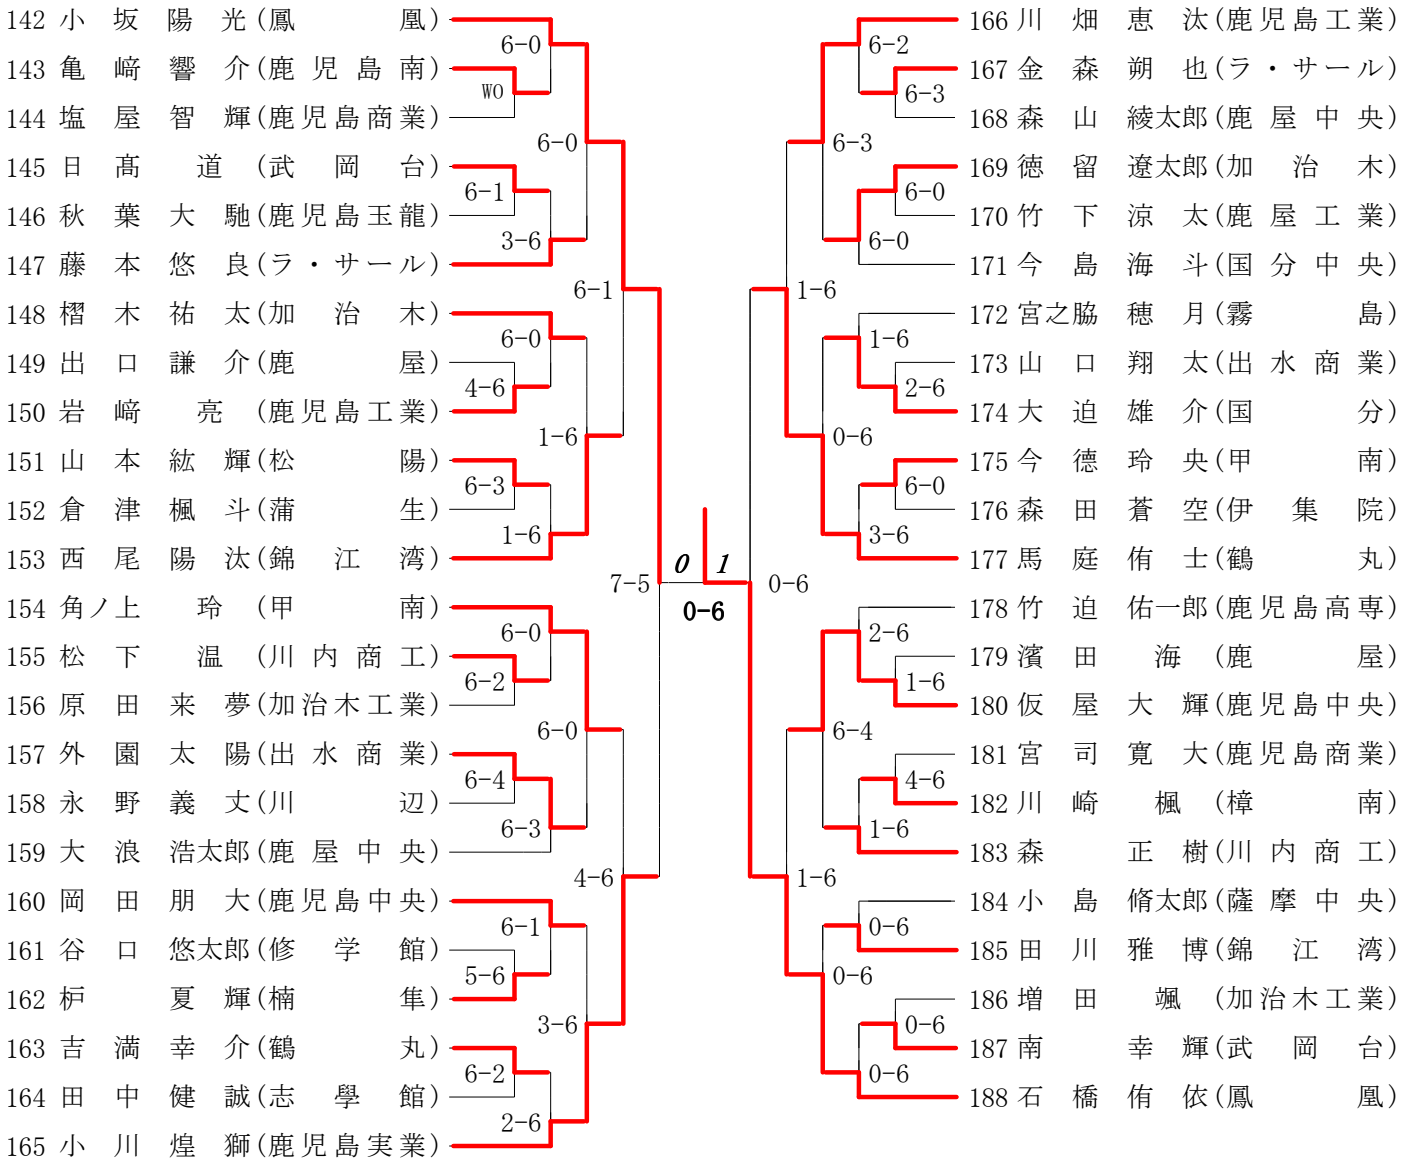 142 小坂陽光(鳳凰)
143 亀﨑響介(鹿児島南)
144 塩屋智輝(鹿児島商業)
145 日髙道(武岡台)
146 秋葉大馳(鹿児島玉龍)
147 藤本悠良(ラ・サール)
148 槢木祐太(加治木)
149 出口謙介(鹿屋)
150 岩﨑亮(鹿児島工業)
151 山本紘輝(松陽)
152 倉津楓斗(蒲生)
153 西尾陽汰(錦江湾)
154 角ノ上玲(甲南)
155 松下温(川内商工)
156 原田来夢(加治木工業)
157 外園太陽(出水商業)
158 永野義丈(川辺)
159 大浪浩太郎(鹿屋中央)
160 岡田朋大(鹿児島中央)
161 谷口悠太郎(修学館)
162 枦夏輝(楠隼)
163 吉満幸介(鶴丸)
164 田中健誠(志學館)
165 小川煌獅(鹿児島実業)
6-0
WO
6-0
6-1
3-6
6-1
6-0
4-6
1-6
6-3
1-6
7-5
6-0
6-2
6-0
6-4
6-3
4-6
6-1
5-6
3-6
6-2
2-6
0 1
0-6
166 川畑恵汰(鹿児島工業)
167 金森朔也(ラ・サール)
168 森山綾太郎(鹿屋中央)
169 徳留遼太郎(加治木)
170 竹下涼太(鹿屋工業)
171 今島海斗(国分中央)
172 宮之脇穂月(霧島)
173 山口翔太(出水商業)
174 大迫雄介(国分)
175 今德玲央(甲南)
176 森田蒼空(伊集院)
177 馬庭侑士(鶴丸)
178 竹迫佑一郎(鹿児島高専)
179 濱田海(鹿屋)
180 仮屋大輝(鹿児島中央)
181 宮司寛大(鹿児島商業)
182 川崎楓(樟南)
183 森正樹(川内商工)
184 小島脩太郎(薩摩中央)
185 田川雅博(錦江湾)
186 増田颯(加治木工業)
187 南幸輝(武岡台)
188 石橋侑依(鳳凰)
6-2
6-3
6-3
6-0
6-0
1-6
1-6
2-6
0-6
6-0
3-6
0-6
2-6
1-6
6-4
4-6
1-6
1-6
0-6
0-6
0-6
0-6